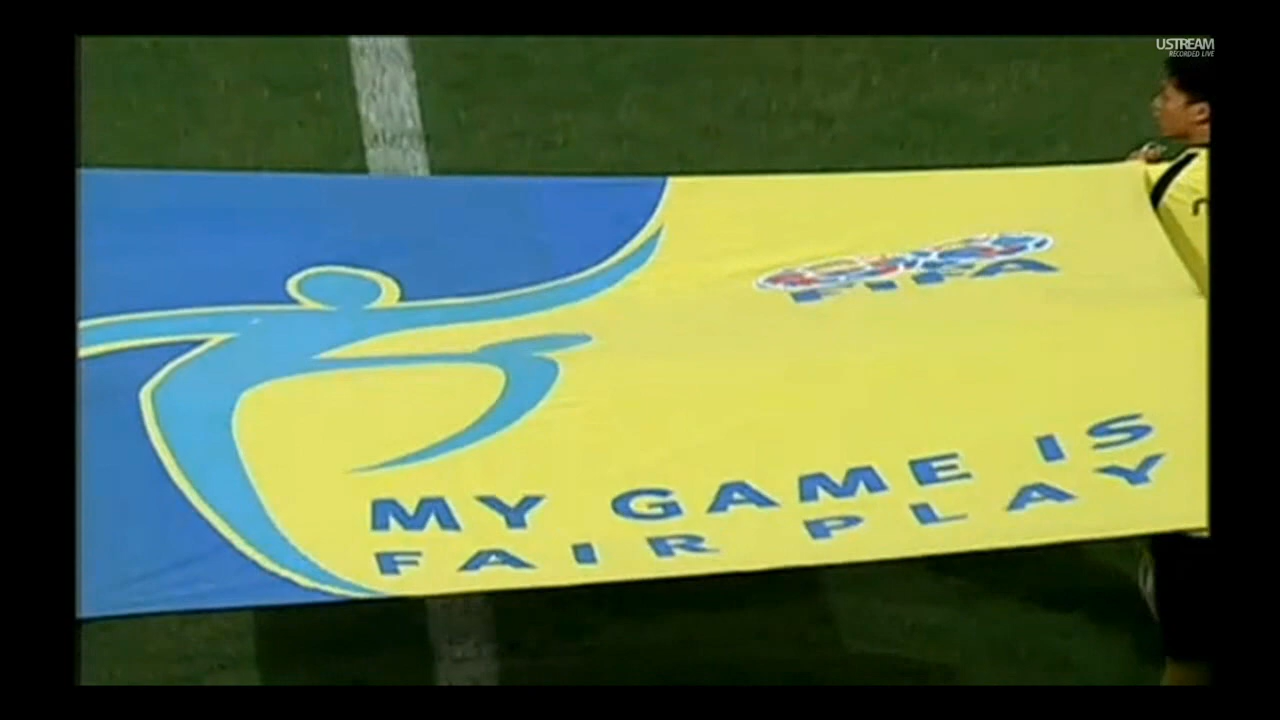 USTREAM
RECORDED LIVE
FIFA
MY GAME IS
FAIR PLAY